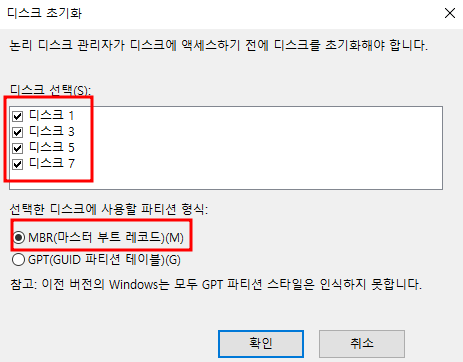 디스크 초기화
논리 디스크 관리자가 디스크에 액세스하기 전에 디스크를 초기화해야 합니다.
디스크 선택(S):
디스크 1
디스크 3
디스크 5
디스크 7
선택한 디스크에 사용할 파티션 형식:
MBR(마스터 부트 레코드)(M)
GPT(GUID 파티션 테이블)(G)
참고: 이전 버전의 Windows는 모두 GPT 파티션 스타일은 인식하지 못합니다.
확인 취소